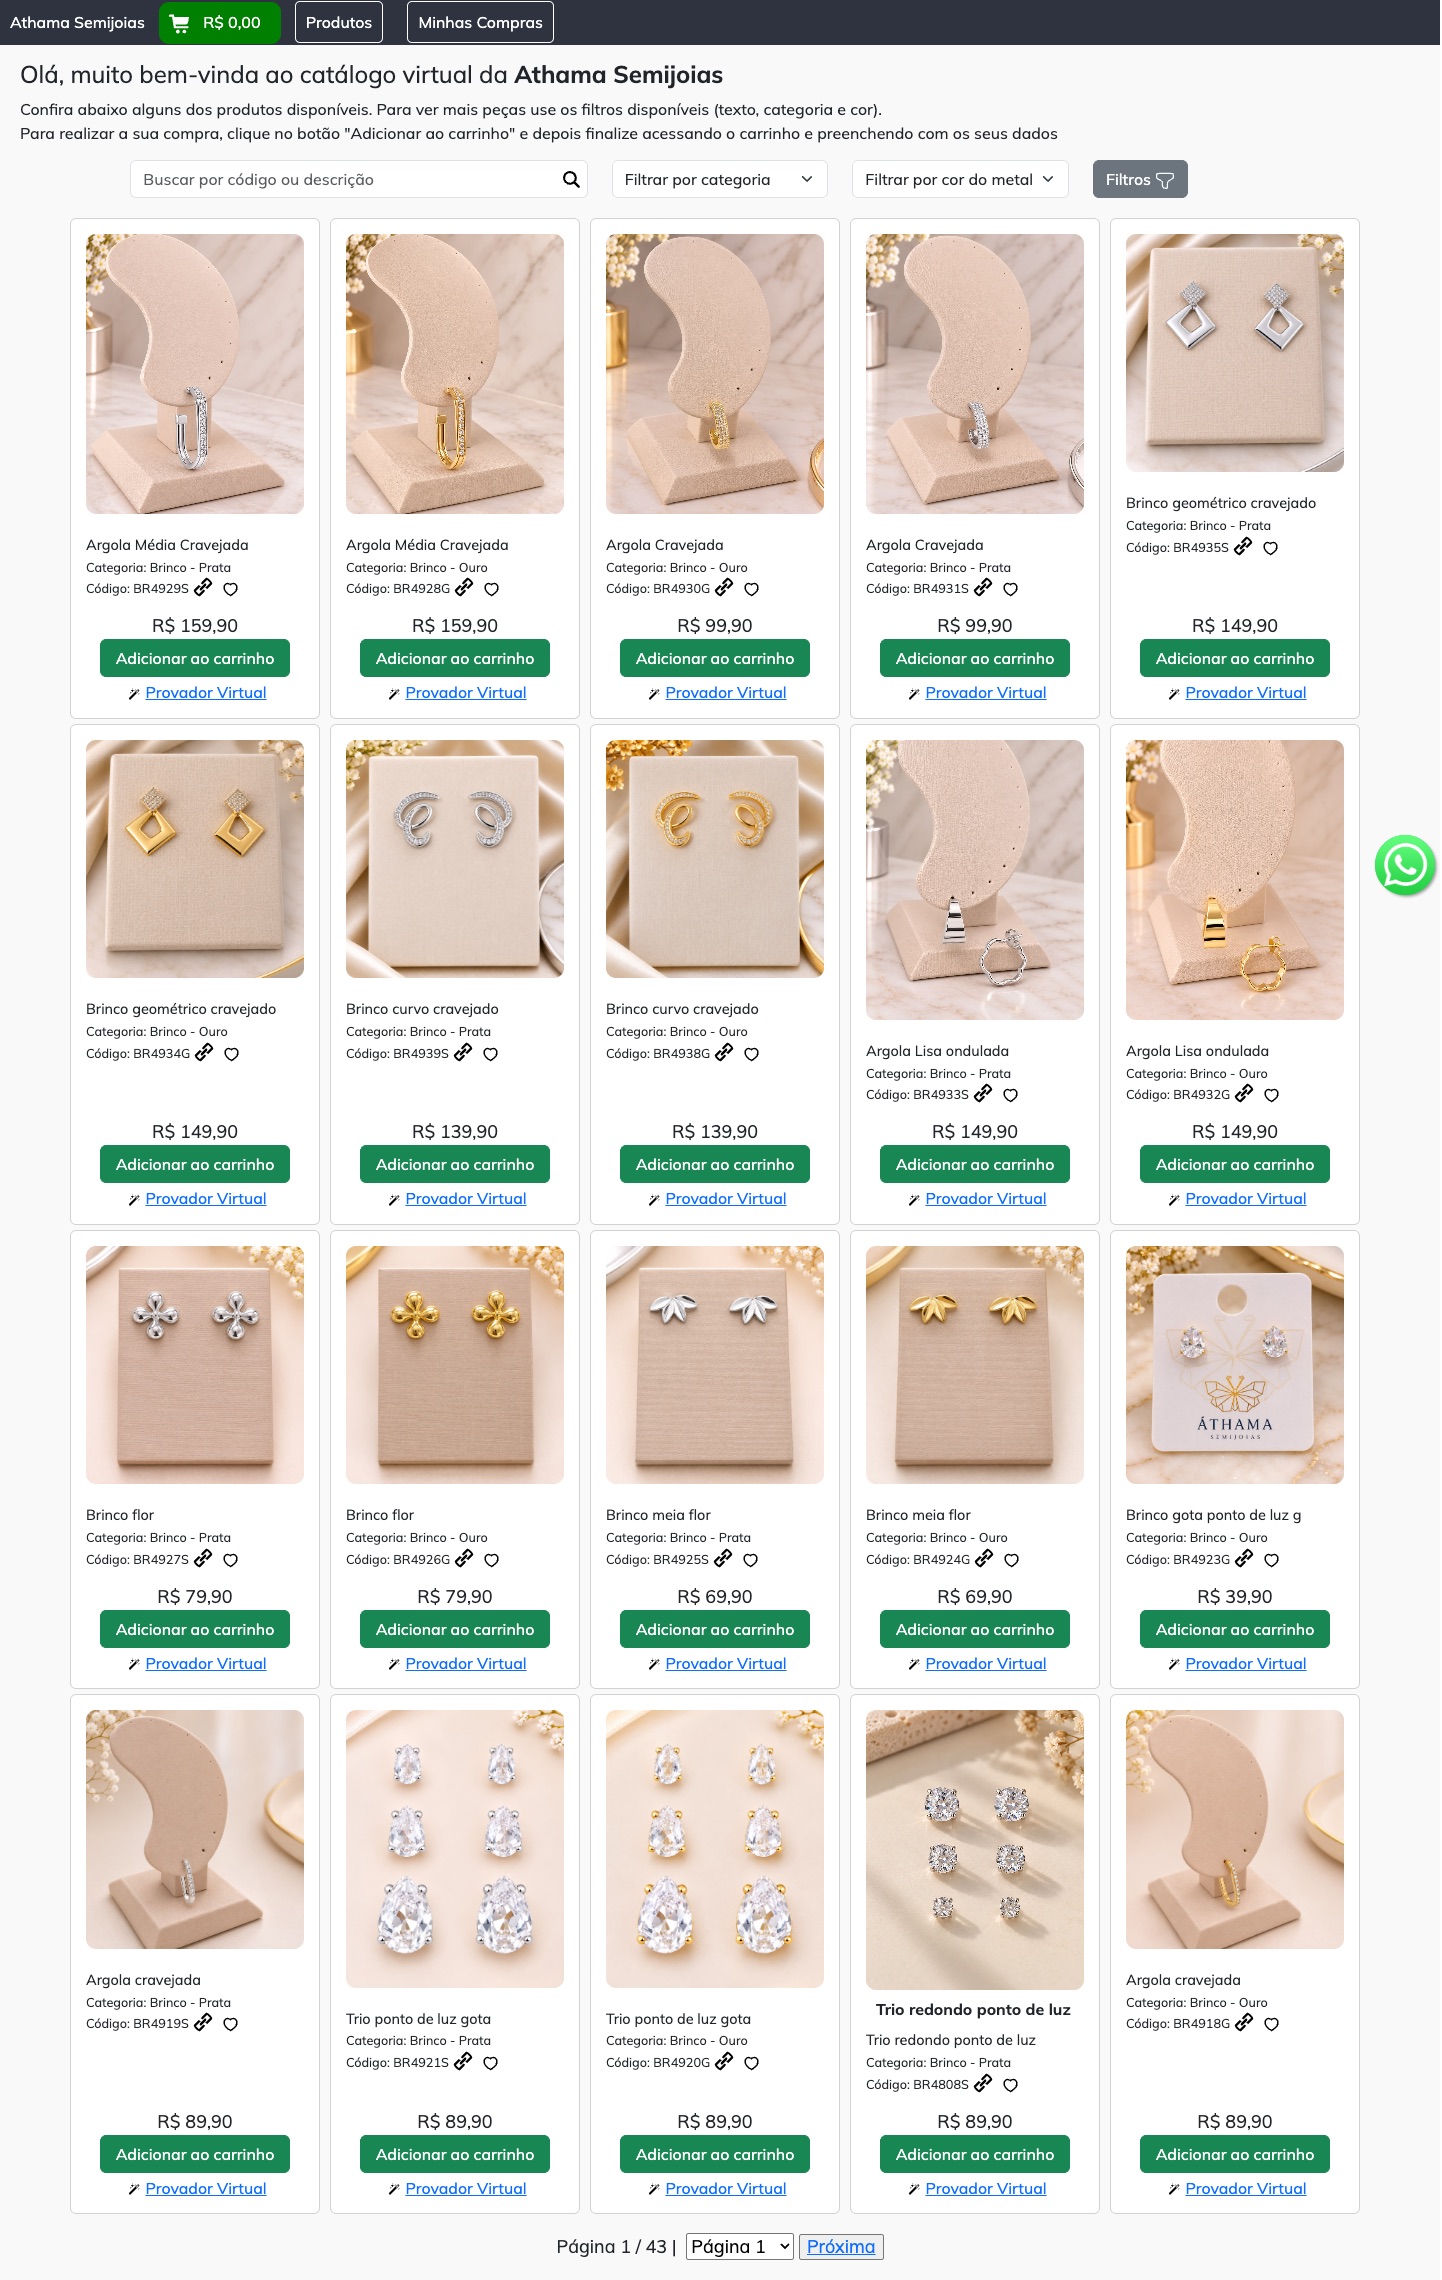 Athama Semijoias R$ 0,00 Produtos Minhas Compras
Olá, muito bem-vinda ao catálogo virtual da Athama Semijoias
Confira abaixo alguns dos produtos disponíveis. Para ver mais peças use os filtros disponíveis (texto, categoria e cor).
Para realizar a sua compra, clique no botão "Adicionar ao carrinho" e depois finalize acessando o carrinho e preenchendo com os seus dados
Buscar por código ou descrição Filtrar por categoria Filtrar por cor do metal Filtros
Argola Média Cravejada
Categoria: Brinco - Prata
Código: BR4929S
R$ 159,90
Adicionar ao carrinho
Provador Virtual
Argola Média Cravejada
Categoria: Brinco - Ouro
Código: BR4928G
R$ 159,90
Adicionar ao carrinho
Provador Virtual
Argola Cravejada
Categoria: Brinco - Ouro
Código: BR4930G
R$ 99,90
Adicionar ao carrinho
Provador Virtual
Argola Cravejada
Categoria: Brinco - Prata
Código: BR4931S
R$ 99,90
Adicionar ao carrinho
Provador Virtual
Brinco geométrico cravejado
Categoria: Brinco - Prata
Código: BR4935S
R$ 149,90
Adicionar ao carrinho
Provador Virtual
Brinco geométrico cravejado
Categoria: Brinco - Ouro
Código: BR4934G
R$ 149,90
Adicionar ao carrinho
Provador Virtual
Brinco curvo cravejado
Categoria: Brinco - Prata
Código: BR4939S
R$ 139,90
Adicionar ao carrinho
Provador Virtual
Brinco curvo cravejado
Categoria: Brinco - Ouro
Código: BR4938G
R$ 139,90
Adicionar ao carrinho
Provador Virtual
Argola Lisa ondulada
Categoria: Brinco - Prata
Código: BR4933S
R$ 149,90
Adicionar ao carrinho
Provador Virtual
Argola Lisa ondulada
Categoria: Brinco - Ouro
Código: BR4932G
R$ 149,90
Adicionar ao carrinho
Provador Virtual
Brinco flor
Categoria: Brinco - Prata
Código: BR4927S
R$ 79,90
Adicionar ao carrinho
Provador Virtual
Brinco flor
Categoria: Brinco - Ouro
Código: BR4926G
R$ 79,90
Adicionar ao carrinho
Provador Virtual
Brinco meia flor
Categoria: Brinco - Prata
Código: BR4925S
R$ 69,90
Adicionar ao carrinho
Provador Virtual
Brinco meia flor
Categoria: Brinco - Ouro
Código: BR4924G
R$ 69,90
Adicionar ao carrinho
Provador Virtual
ÁTHAMA
SEMIJOIAS
Brinco gota ponto de luz g
Categoria: Brinco - Ouro
Código: BR4923G
R$ 39,90
Adicionar ao carrinho
Provador Virtual
Argola cravejada
Categoria: Brinco - Prata
Código: BR4919S
R$ 89,90
Adicionar ao carrinho
Provador Virtual
Trio ponto de luz gota
Categoria: Brinco - Prata
Código: BR4921S
R$ 89,90
Adicionar ao carrinho
Provador Virtual
Trio ponto de luz gota
Categoria: Brinco - Ouro
Código: BR4920G
R$ 89,90
Adicionar ao carrinho
Provador Virtual
Trio redondo ponto de luz
Trio redondo ponto de luz
Categoria: Brinco - Prata
Código: BR4808S
R$ 89,90
Adicionar ao carrinho
Provador Virtual
Argola cravejada
Categoria: Brinco - Ouro
Código: BR4918G
R$ 89,90
Adicionar ao carrinho
Provador Virtual
Página 1 / 43 | Página 1 Próxima